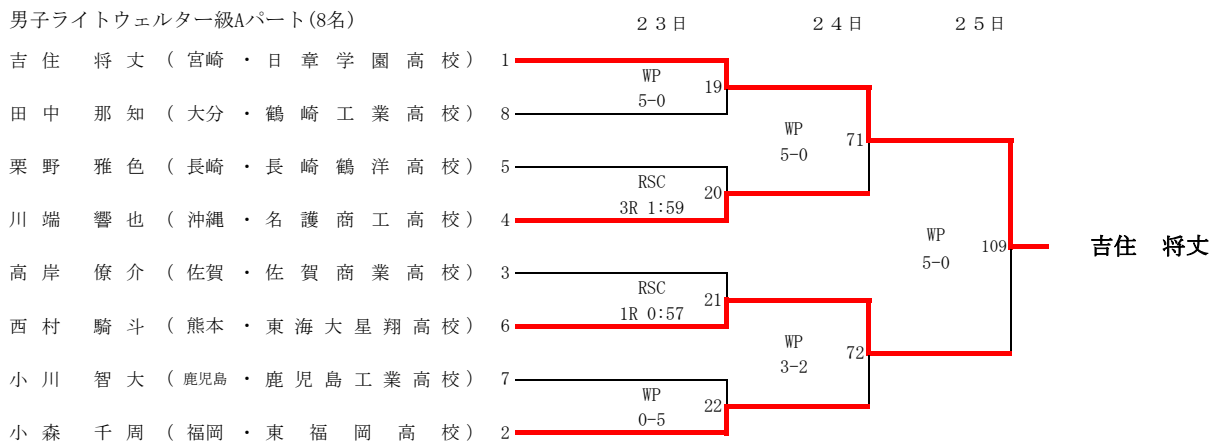 男子ライトウェルター級Aパート(8名) ２３日 ２４日 ２５日
吉住 将丈 (宮崎・日章学園高校) 1
WP
5-0
19
田中 那知 (大分・鶴崎工業高校) 8
WP
5-0
71
栗野 雅色 (長崎・長崎鶴洋高校) 5
RSC
3R 1:59
20
川端 響也 (沖縄・名護商工高校) 4
WP
5-0
109
吉住 将丈
高岸 僚介 (佐賀・佐賀商業高校) 3
RSC
1R 0:57
21
西村 騎斗 (熊本・東海大星翔高校) 6
WP
3-2
72
小川 智大 (鹿児島・鹿児島工業高校) 7
WP
0-5
22
小森 千周 (福岡・東福岡高校) 2